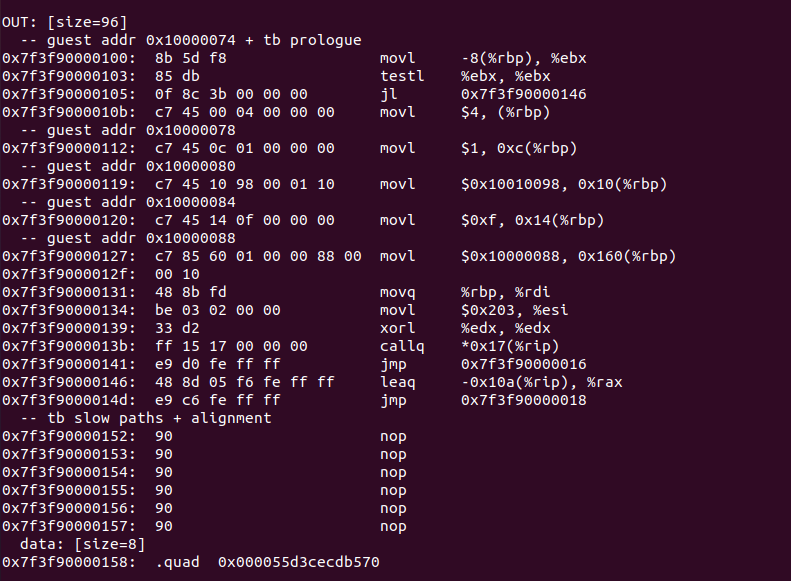 OUT: [size=96]
  -- guest addr 0x10000074 + tb prologue
0x7f3f90000100:  8b 5d f8                 movl     -8(%rbp), %ebx
0x7f3f90000103:  85 db                    testl    %ebx, %ebx
0x7f3f90000105:  0f 8c 3b 00 00 00        jl       0x7f3f90000146
0x7f3f9000010b:  c7 45 00 04 00 00 00     movl     $4, (%rbp)
  -- guest addr 0x10000078
0x7f3f90000112:  c7 45 0c 01 00 00 00     movl     $1, 0xc(%rbp)
  -- guest addr 0x10000080
0x7f3f90000119:  c7 45 10 98 00 01 10     movl     $0x10010098, 0x10(%rbp)
  -- guest addr 0x10000084
0x7f3f90000120:  c7 45 14 0f 00 00 00     movl     $0xf, 0x14(%rbp)
  -- guest addr 0x10000088
0x7f3f90000127:  c7 85 60 01 00 00 88 00  movl     $0x10000088, 0x160(%rbp)
0x7f3f9000012f:  00 10
0x7f3f90000131:  48 8b fd                 movq     %rbp, %rdi
0x7f3f90000134:  be 03 02 00 00           movl     $0x203, %esi
0x7f3f90000139:  33 d2                    xorl     %edx, %edx
0x7f3f9000013b:  ff 15 17 00 00 00        callq    *0x17(%rip)
0x7f3f90000141:  e9 d0 fe ff ff           jmp      0x7f3f90000016
0x7f3f90000146:  48 8d 05 f6 fe ff ff     leaq     -0x10a(%rip), %rax
0x7f3f9000014d:  e9 c6 fe ff ff           jmp      0x7f3f90000018
  -- tb slow paths + alignment
0x7f3f90000152:  90                       nop
0x7f3f90000153:  90                       nop
0x7f3f90000154:  90                       nop
0x7f3f90000155:  90                       nop
0x7f3f90000156:  90                       nop
0x7f3f90000157:  90                       nop
  data: [size=8]
0x7f3f90000158:  .quad  0x000055d3cecdb570